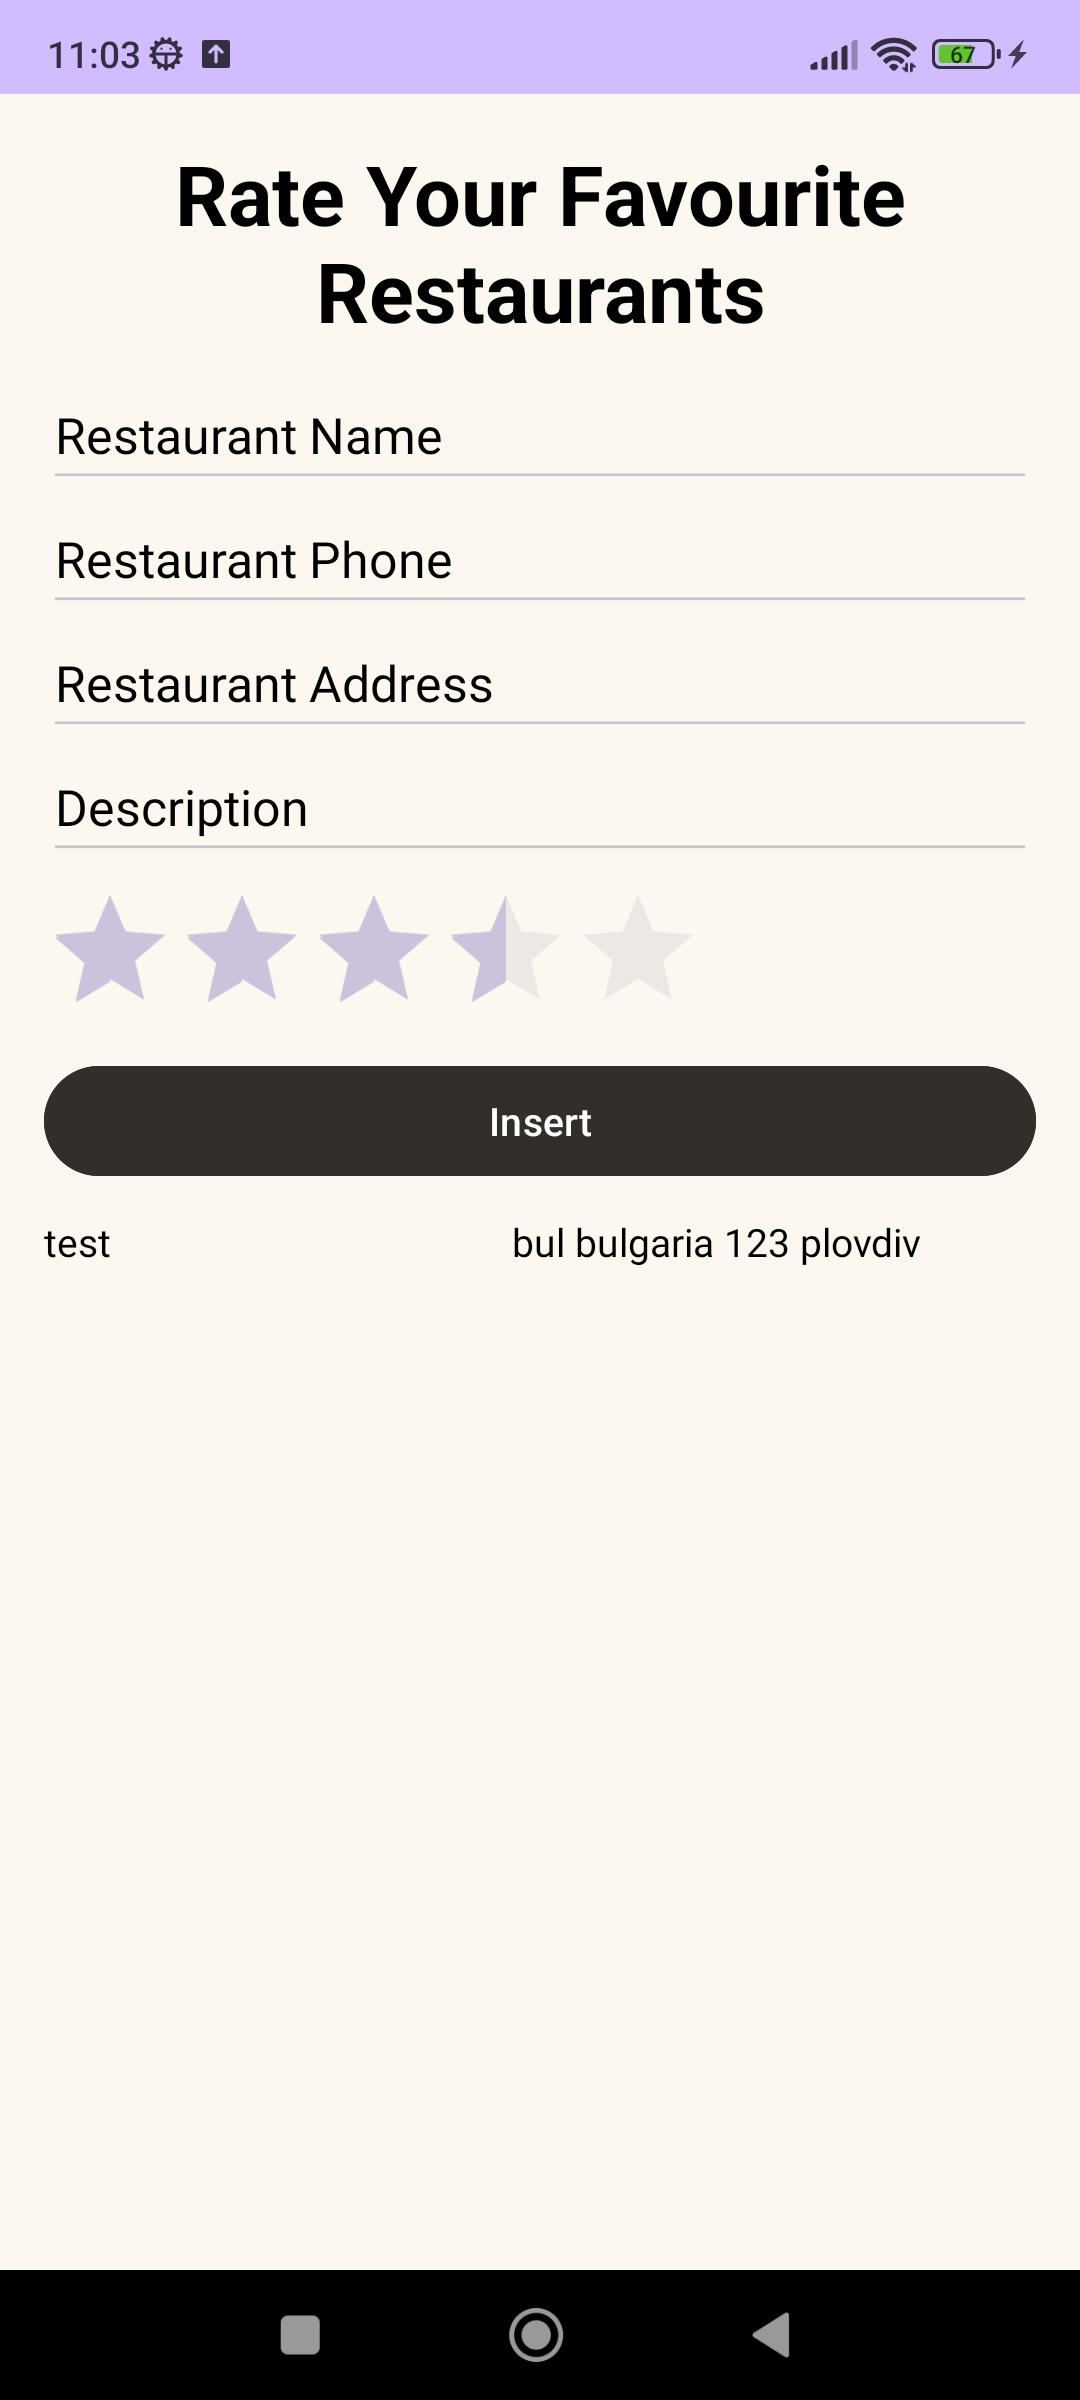 11:03
67
Rate Your Favourite
Restaurants
Restaurant Name
Restaurant Phone
Restaurant Address
Description
Insert
test bul bulgaria 123 plovdiv